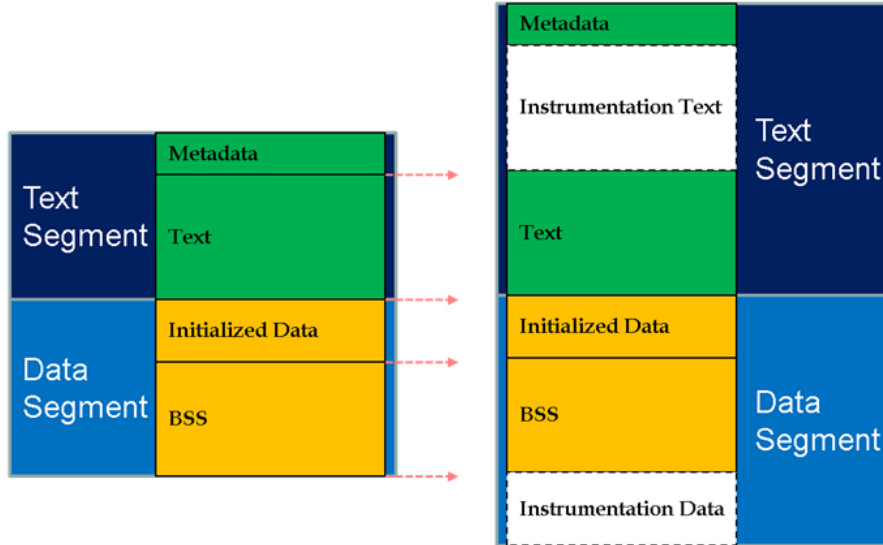 Text
Segment
Metadata
Text
Data
Segment
Initialized Data
BSS
Metadata
Instrumentation Text
Text
Text
Segment
Initialized Data
BSS
Instrumentation Data
Data
Segment